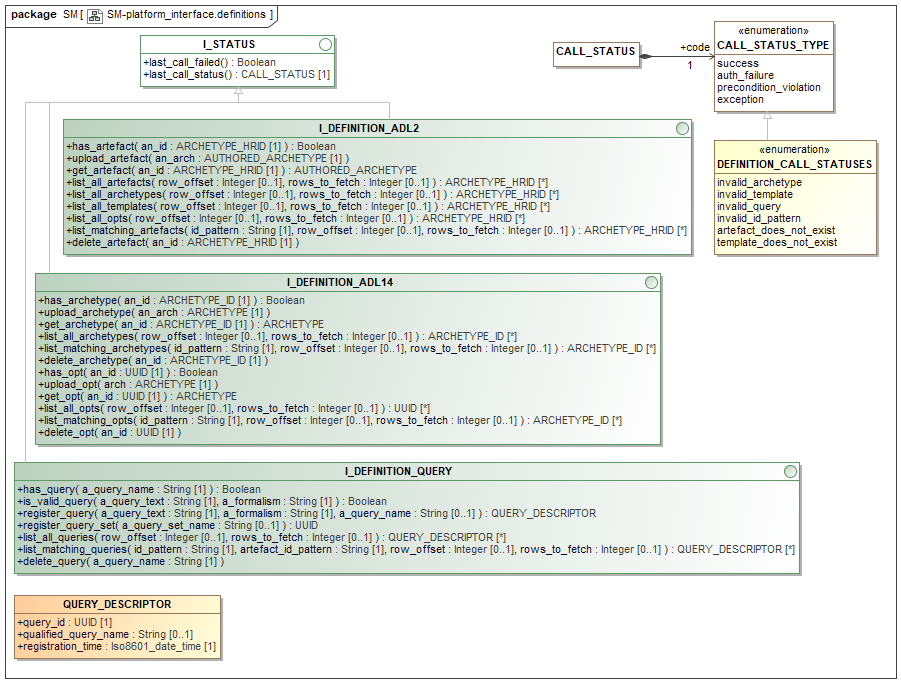 package SM [ SM-platform_interface.definitions ]
I_STATUS
+last_call_failed() : Boolean
+last_call_status() : CALL_STATUS [1]
CALL_STATUS
+code
1
«enumeration»
CALL_STATUS_TYPE
success
auth_failure
precondition_violation
exception
I_DEFINITION_ADL2
+has_artefact( an_id : ARCHETYPE_HRID [1] ) : Boolean
+upload_artefact( an_arch : AUTHORED_ARCHETYPE [1] )
+get_artefact( an_id : ARCHETYPE_HRID [1] ) : AUTHORED_ARCHETYPE
+list_all_artefacts( row_offset : Integer [0..1], rows_to_fetch : Integer [0..1] ) : ARCHETYPE_HRID [*]
+list_all_archetypes( row_offset : Integer [0..1], rows_to_fetch : Integer [0..1] ) : ARCHETYPE_HRID [*]
+list_all_templates( row_offset : Integer [0..1], rows_to_fetch : Integer [0..1] ) : ARCHETYPE_HRID [*]
+list_all_opts( row_offset : Integer [0..1], rows_to_fetch : Integer [0..1] ) : ARCHETYPE_HRID [*]
+list_matching_artefacts( id_pattern : String [1], row_offset : Integer [0..1], rows_to_fetch : Integer [0..1] ) : ARCHETYPE_HRID [*]
+delete_artefact( an_id : ARCHETYPE_HRID [1] )
«enumeration»
DEFINITION_CALL_STATUSES
invalid_archetype
invalid_template
invalid_query
invalid_id_pattern
artefact_does_not_exist
template_does_not_exist
I_DEFINITION_ADL14
+has_archetype( an_id : ARCHETYPE_ID [1] ) : Boolean
+upload_archetype( an_arch : ARCHETYPE [1] )
+get_archetype( an_id : ARCHETYPE_ID [1] ) : ARCHETYPE
+list_all_archetypes( row_offset : Integer [0..1], rows_to_fetch : Integer [0..1] ) : ARCHETYPE_ID [*]
+list_matching_archetypes( id_pattern : String [1], row_offset : Integer [0..1], rows_to_fetch : Integer [0..1] ) : ARCHETYPE_ID [*]
+delete_archetype( an_id : ARCHETYPE_ID [1] )
+has_opt( an_id : UUID [1] ) : Boolean
+upload_opt( arch : ARCHETYPE [1] )
+get_opt( an_id : UUID [1] ) : ARCHETYPE
+list_all_opts( row_offset : Integer [0..1], rows_to_fetch : Integer [0..1] ) : UUID [*]
+list_matching_opts( id_pattern : String [1], row_offset : Integer [0..1], rows_to_fetch : Integer [0..1] ) : ARCHETYPE_ID [*]
+delete_opt( an_id : UUID [1] )
I_DEFINITION_QUERY
+has_query( a_query_name : String [1] ) : Boolean
+is_valid_query( a_query_text : String [1], a_formalism : String [1] ) : Boolean
+register_query( a_query_text : String [1], a_formalism : String [1], a_query_name : String [0..1] ) : QUERY_DESCRIPTOR
+register_query_set( a_query_set_name : String [0..1] ) : UUID
+list_all_queries( row_offset : Integer [0..1], rows_to_fetch : Integer [0..1] ) : QUERY_DESCRIPTOR [*]
+list_matching_queries( id_pattern : String [1], artefact_id_pattern : String [1], row_offset : Integer [0..1], rows_to_fetch : Integer [0..1] ) : QUERY_DESCRIPTOR [*]
+delete_query( a_query_name : String [1] )
QUERY_DESCRIPTOR
+query_id : UUID [1]
+qualified_query_name : String [0..1]
+registration_time : Iso8601_date_time [1]